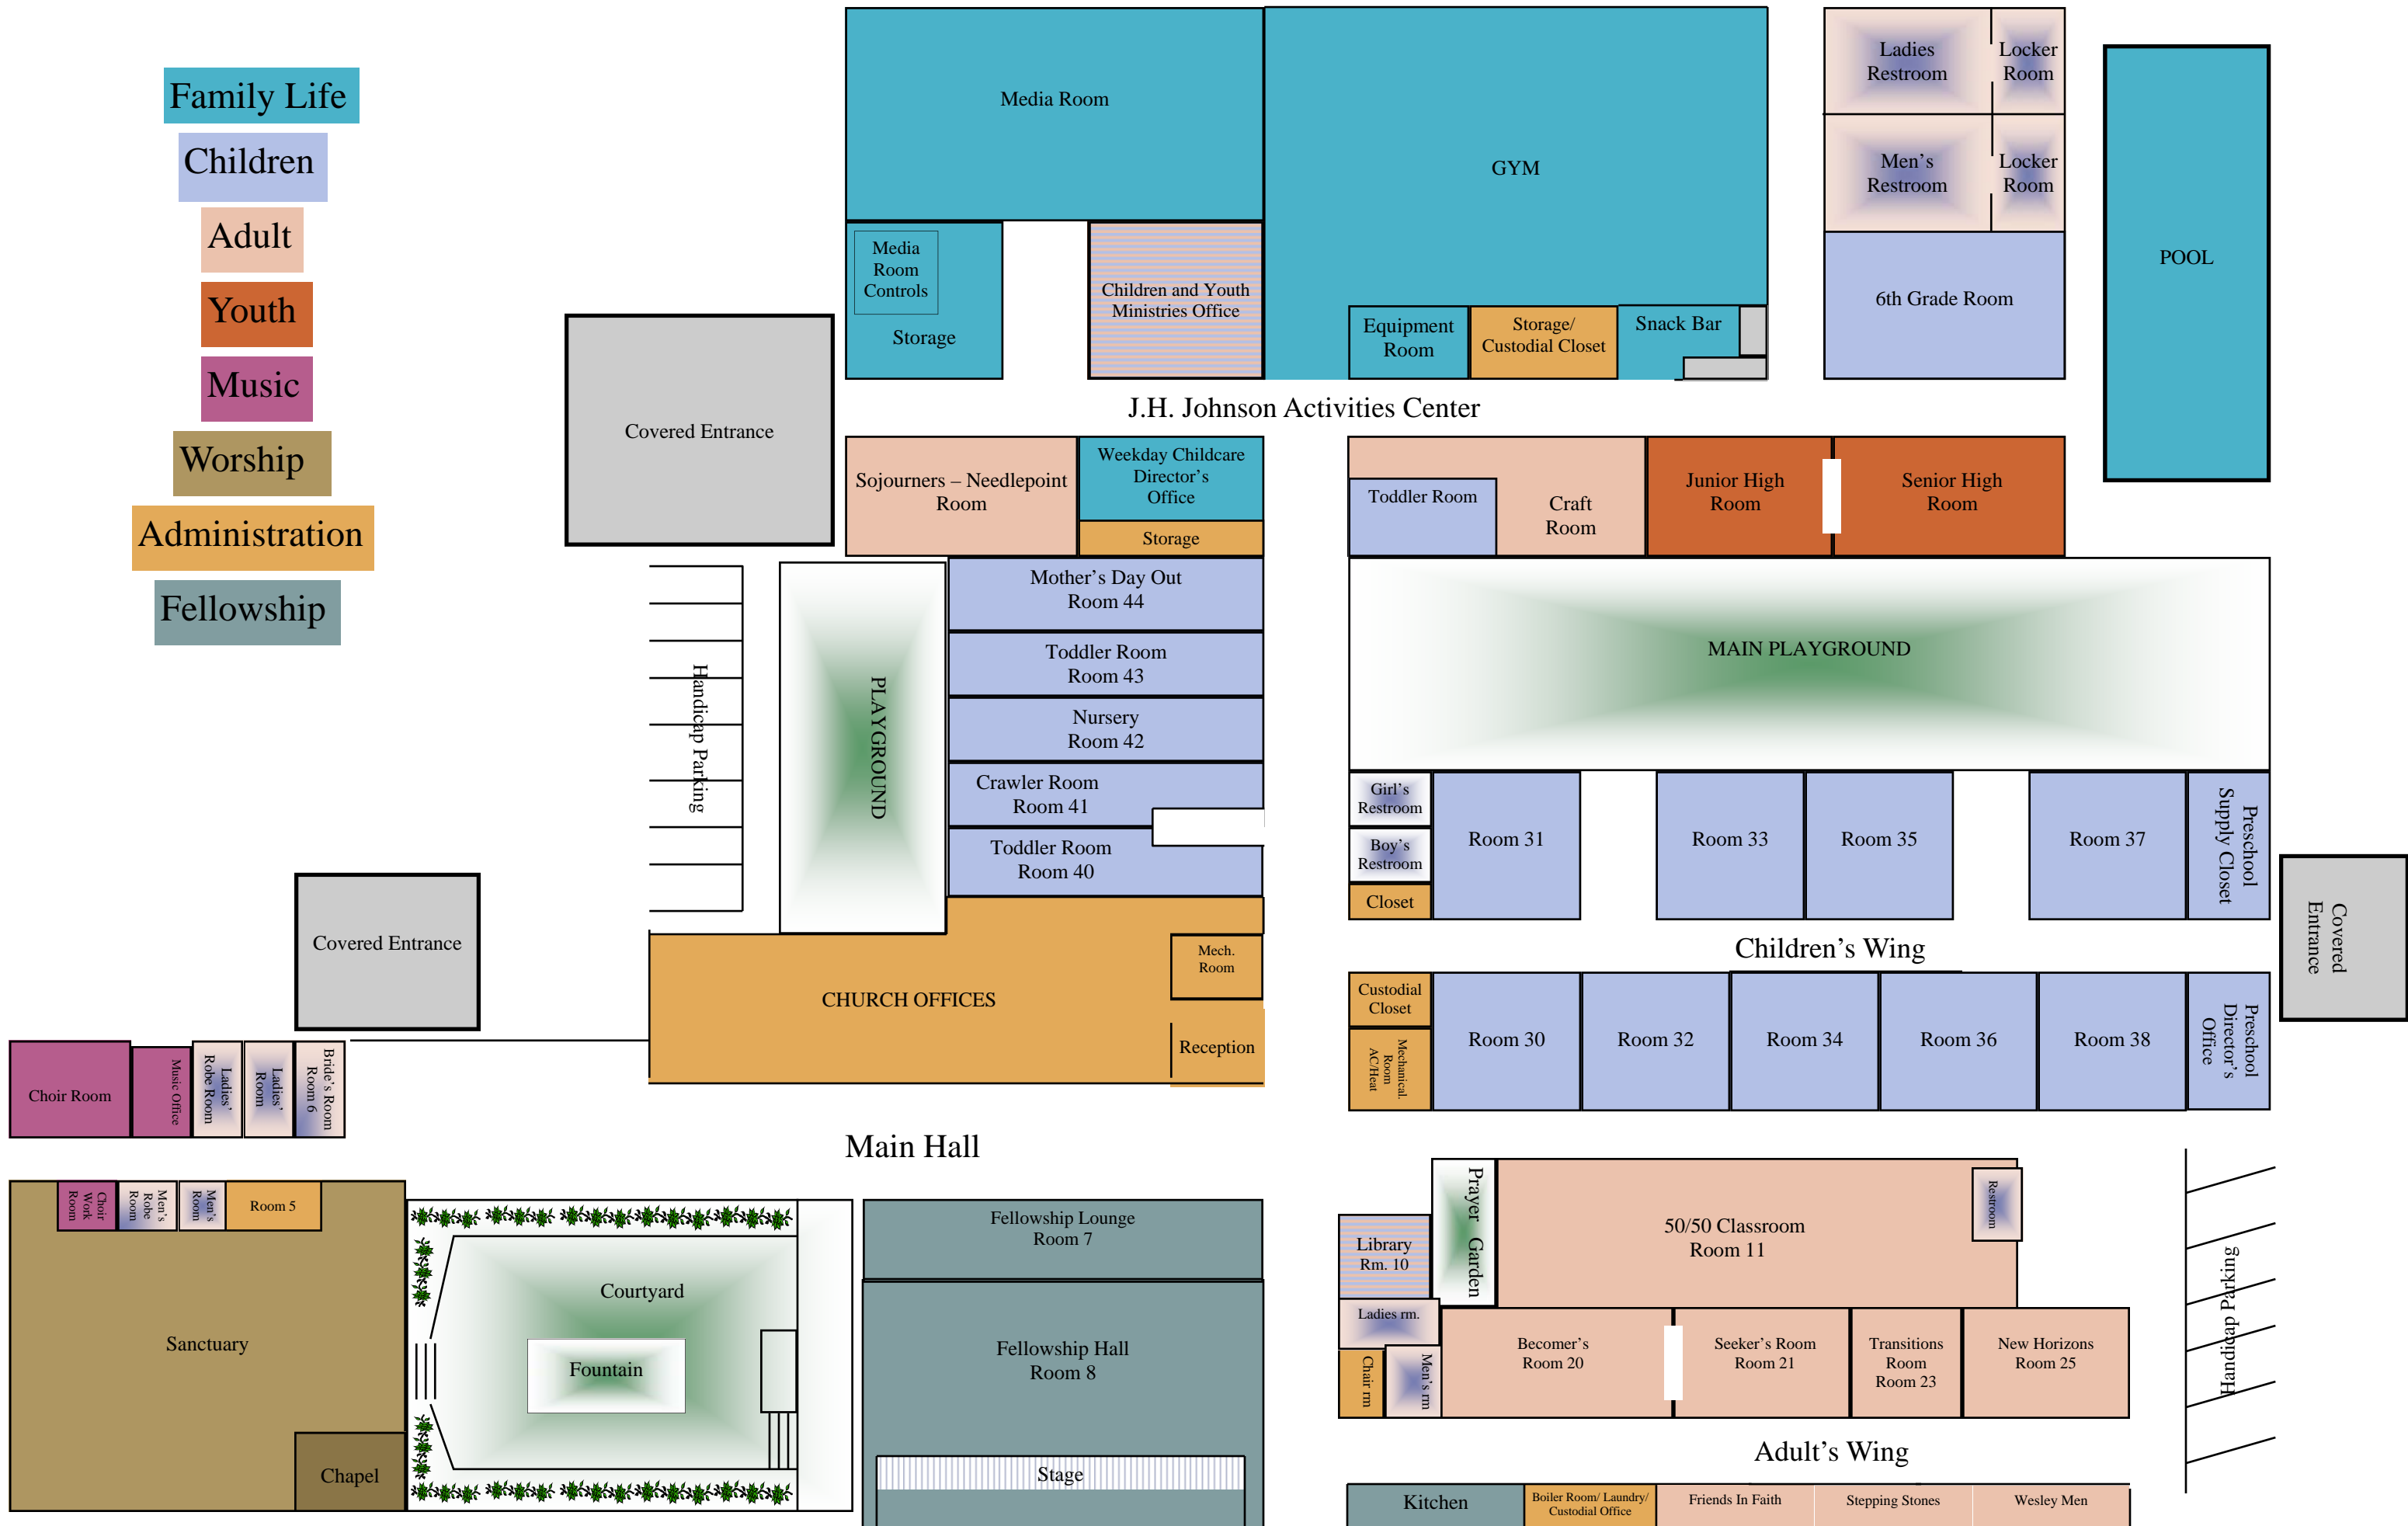 Family Life
Children
Adult
Youth
Music
Worship
Administration
Fellowship
Media Room
GYM
Ladies
Restroom
Locker
Room
Men's
Restroom
Locker
Room
POOL
6th Grade Room
Media
Room
Controls
Storage
Children and Youth
Ministries Office
Equipment
Room
Storage/
Custodial Closet
Snack Bar
J.H. Johnson Activities Center
Covered Entrance
Sojourners – Needlepoint
Room
Weekday Childcare
Director's
Office
Storage
Toddler Room
Craft
Room
Junior High
Room
Senior High
Room
Mother's Day Out
Room 44
Toddler Room
Room 43
Nursery
Room 42
Crawler Room
Room 41
Toddler Room
Room 40
Handicap Parking
PLAYGROUND
MAIN PLAYGROUND
Girl's
Restroom
Boy's
Restroom
Closet
Room 31
Room 33
Room 35
Room 37
Preschool
Supply Closet
Covered
Entrance
Children's Wing
Covered Entrance
CHURCH OFFICES
Mech.
Room
Reception
Custodial
Closet
Mechanical.
Room
AC/Heat
Room 30
Room 32
Room 34
Room 36
Room 38
Preschool
Director's
Office
Choir Room
Music Office
Ladies'
Robe Room
Ladies'
Room
Bride's Room
Room 6
Main Hall
Choir
Work
Room
Men's
Robe
Room
Men's
Room
Room 5
Sanctuary
Chapel
Courtyard
Fountain
Fellowship Lounge
Room 7
Fellowship Hall
Room 8
Stage
Library
Rm. 10
Prayer Garden
50/50 Classroom
Room 11
Restroom
Ladies rm.
Chair rm
Men's rm
Becomer's
Room 20
Seeker's Room
Room 21
Transitions
Room
Room 23
New Horizons
Room 25
Handicap Parking
Adult's Wing
Kitchen
Boiler Room/ Laundry/
Custodial Office
Friends In Faith
Stepping Stones
Wesley Men